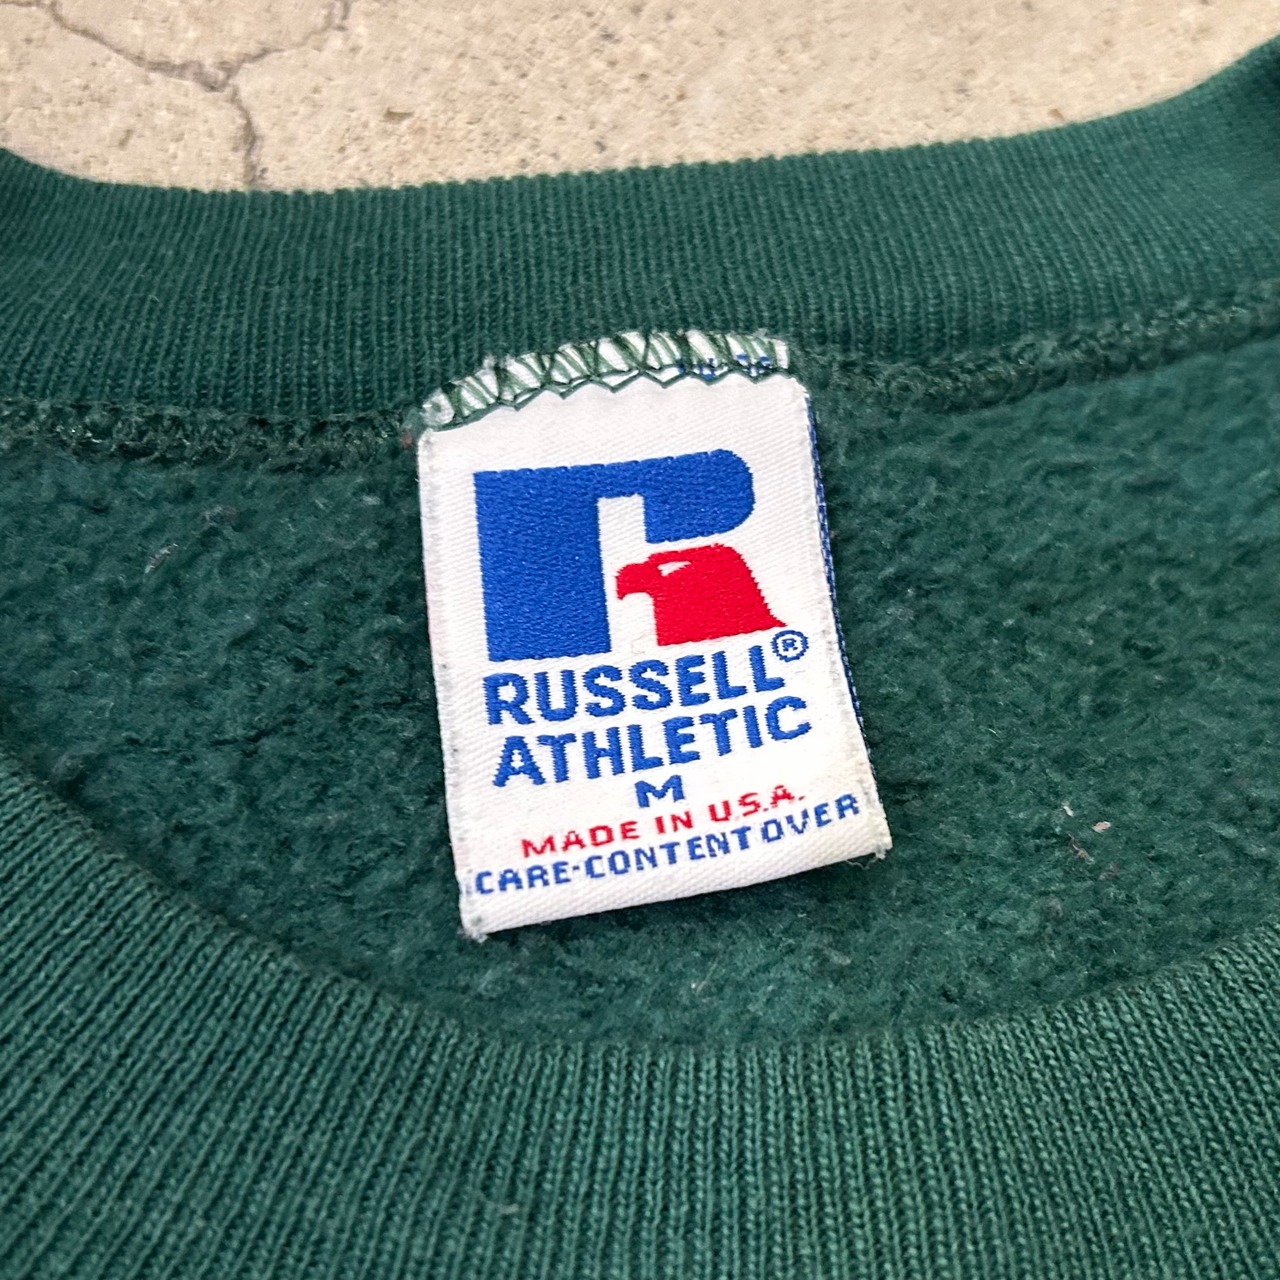 RUSSELL®
ATHLETIC
M
MADE IN U.S.A.
CARE-CONTENT OVER